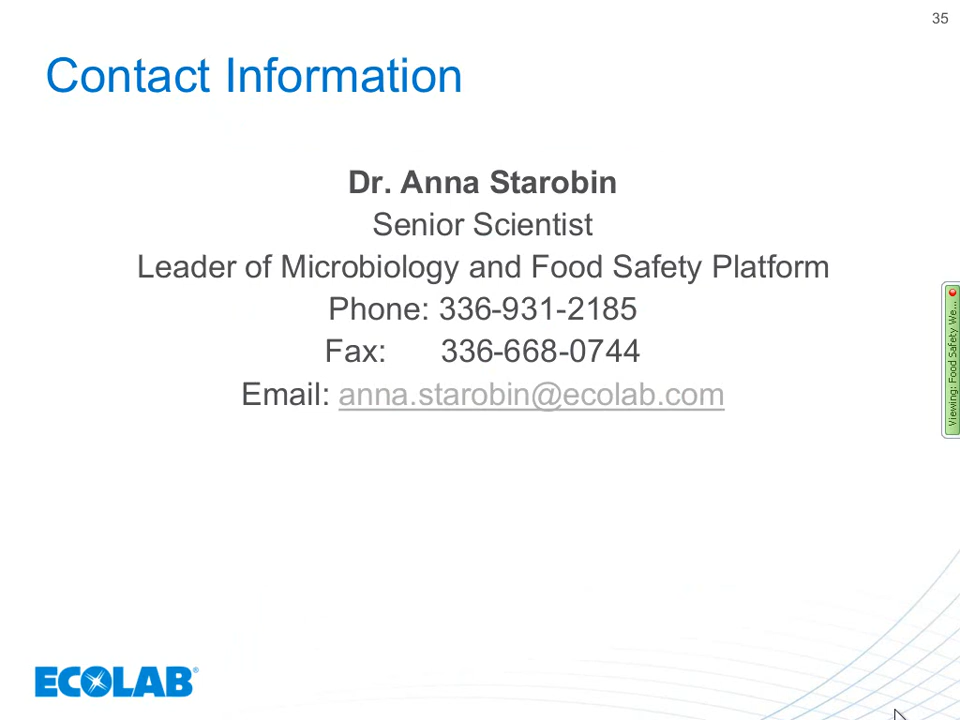 35
Contact Information
Dr. Anna Starobin
Senior Scientist
Leader of Microbiology and Food Safety Platform
Phone: 336-931-2185
Fax: 336-668-0744
Email: anna.starobin@ecolab.com
Viewing: Food Safety We...
ECOLAB®